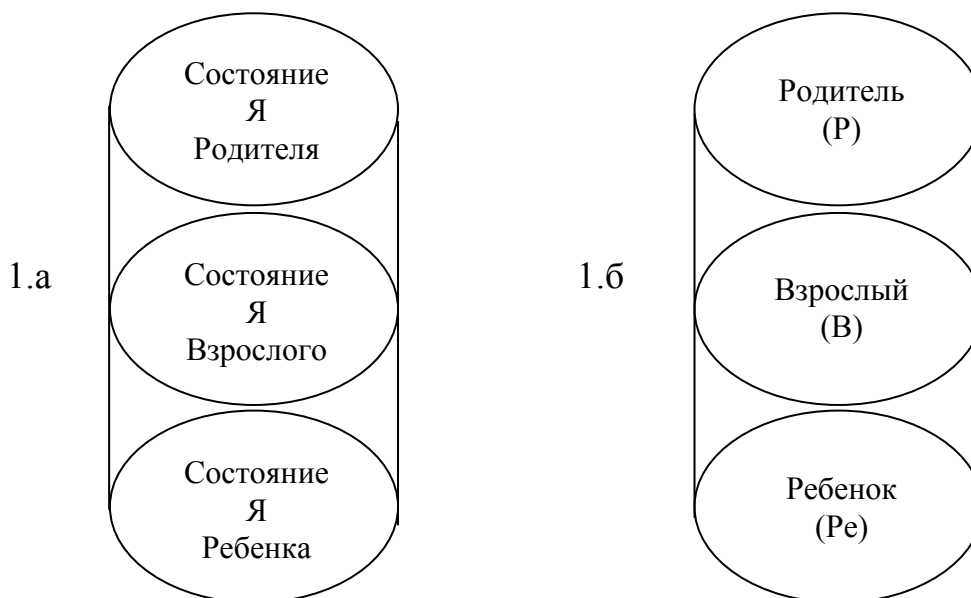 1.а
Состояние
Я
Родителя
Состояние
Я
Взрослого
Состояние
Я
Ребенка
1.б
Родитель
(Р)
Взрослый
(В)
Ребенок
(Ре)